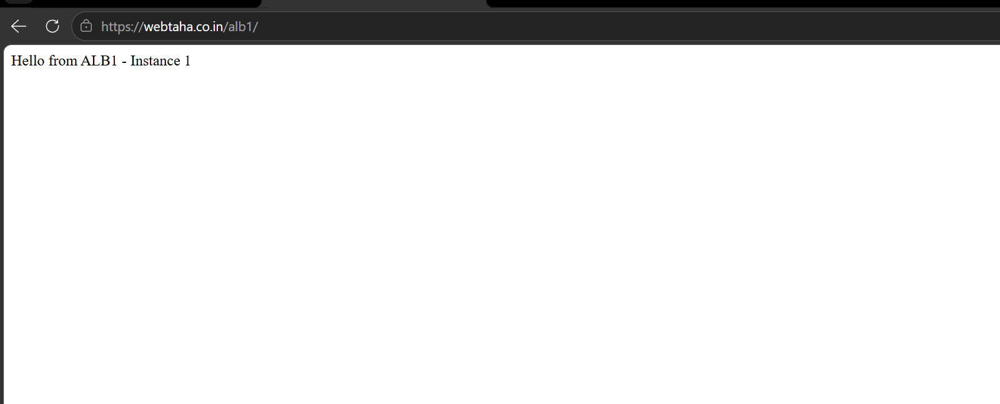 https://webtaha.co.in/alb1/
Hello from ALB1 - Instance 1